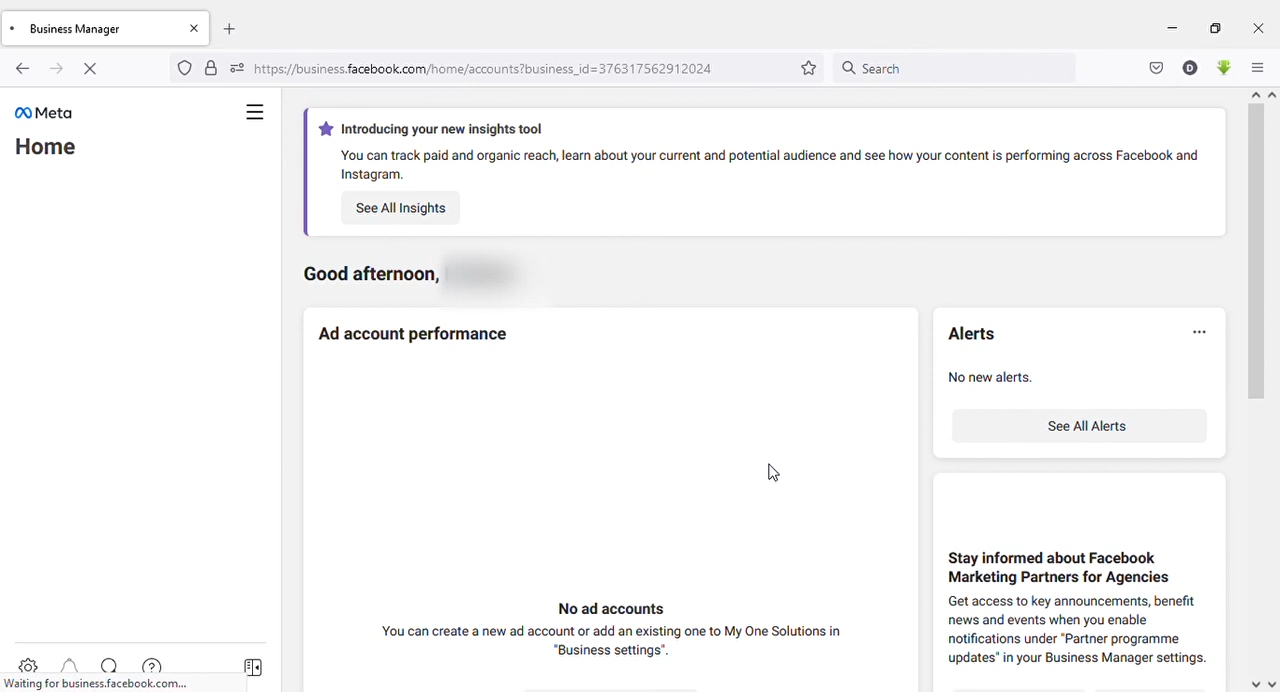 Business Manager
https://business.facebook.com/home/accounts?business_id=376317562912024
Search
D
Meta
Home
Introducing your new insights tool
You can track paid and organic reach, learn about your current and potential audience and see how your content is performing across Facebook and
Instagram.
See All Insights
Good afternoon,
Ad account performance
Alerts
No new alerts.
See All Alerts
No ad accounts
You can create a new ad account or add an existing one to My One Solutions in
"Business settings".
Stay informed about Facebook
Marketing Partners for Agencies
Get access to key announcements, benefit
news and events when you enable
notifications under "Partner programme
updates" in your Business Manager settings.
Waiting for business.facebook.com...